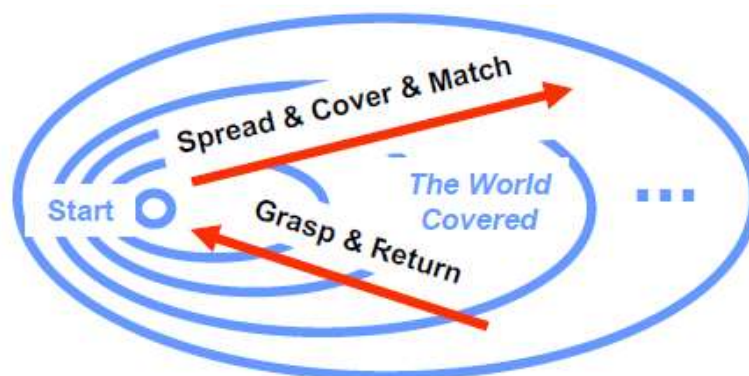 Spread & Cover & Match
Start
The World
Covered
...
Grasp & Return